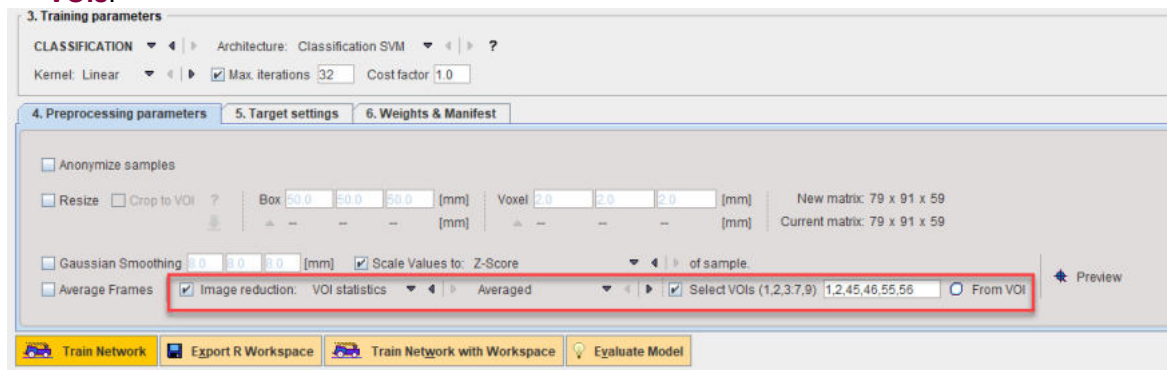 VOIs.
3. Training parameters
CLASSIFICATION Architecture: Classification SVM ?
Kernel: Linear Max. iterations 32 Cost factor 1.0
4. Preprocessing parameters 5. Target settings 6. Weights & Manifest
Anonymize samples
Resize Crop to VOI ? Box 50.0 50.0 50.0 [mm] Voxel 2.0 2.0 2.0 [mm] New matrix: 79 x 91 x 59
-- -- -- [mm] -- -- -- [mm] Current matrix: 79 x 91 x 59
Gaussian Smoothing 8.0 8.0 8.0 [mm] Scale Values to: Z-Score of sample.
Average Frames Image reduction: VOI statistics Averaged Select VOIs (1,2,3:7,9) 1,2,45,46,55,56 From VOI Preview
Train Network Export R Workspace Train Network with Workspace Evaluate Model